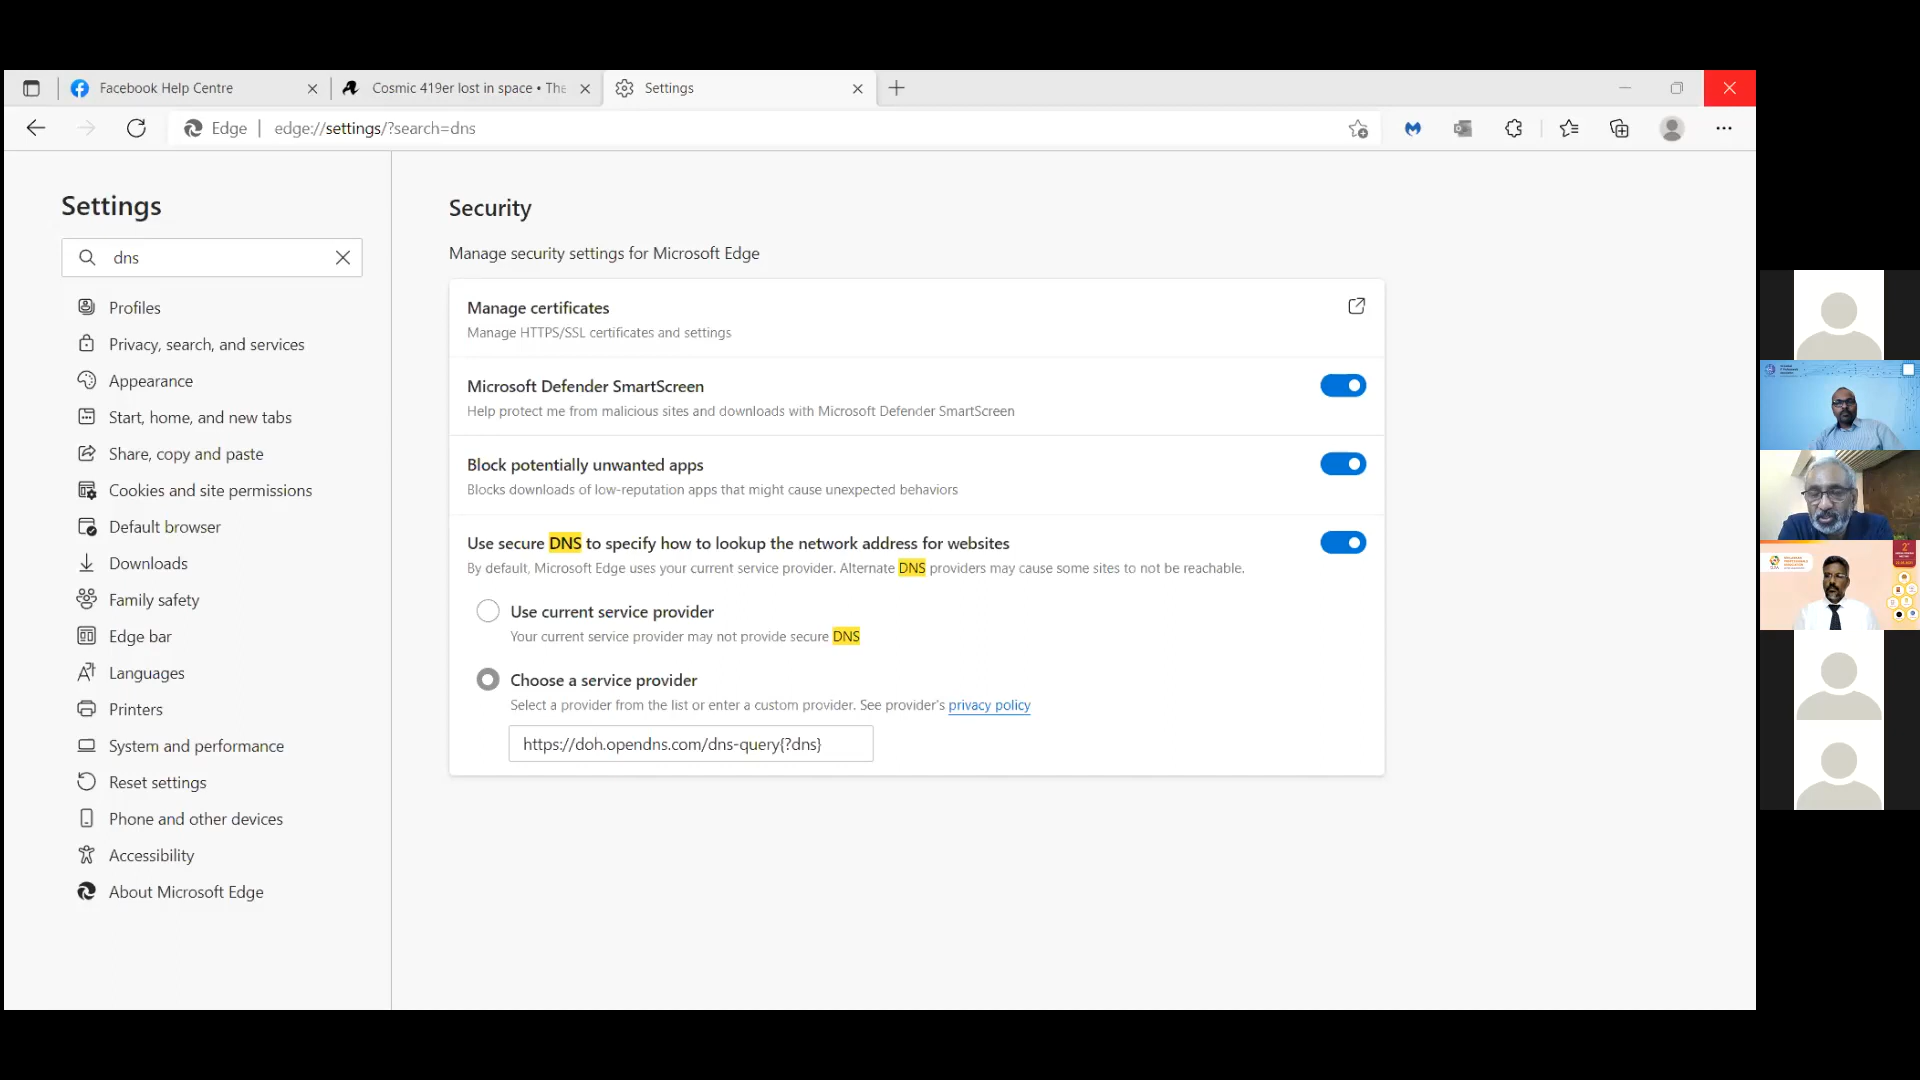 Facebook Help Centre
Cosmic 419er lost in space • The
Settings
Edge
edge://settings/?search=dns
Settings
dns
Profiles
Privacy, search, and services
Appearance
Start, home, and new tabs
Share, copy and paste
Cookies and site permissions
Default browser
Downloads
Family safety
Edge bar
Languages
Printers
System and performance
Reset settings
Phone and other devices
Accessibility
About Microsoft Edge
Security
Manage security settings for Microsoft Edge
Manage certificates
Manage HTTPS/SSL certificates and settings
Microsoft Defender SmartScreen
Help protect me from malicious sites and downloads with Microsoft Defender SmartScreen
Block potentially unwanted apps
Blocks downloads of low-reputation apps that might cause unexpected behaviors
Use secure DNS to specify how to lookup the network address for websites
By default, Microsoft Edge uses your current service provider. Alternate DNS providers may cause some sites to not be reachable.
Use current service provider
Your current service provider may not provide secure DNS
Choose a service provider
Select a provider from the list or enter a custom provider. See provider's privacy policy
https://doh.opendns.com/dns-query{?dns}